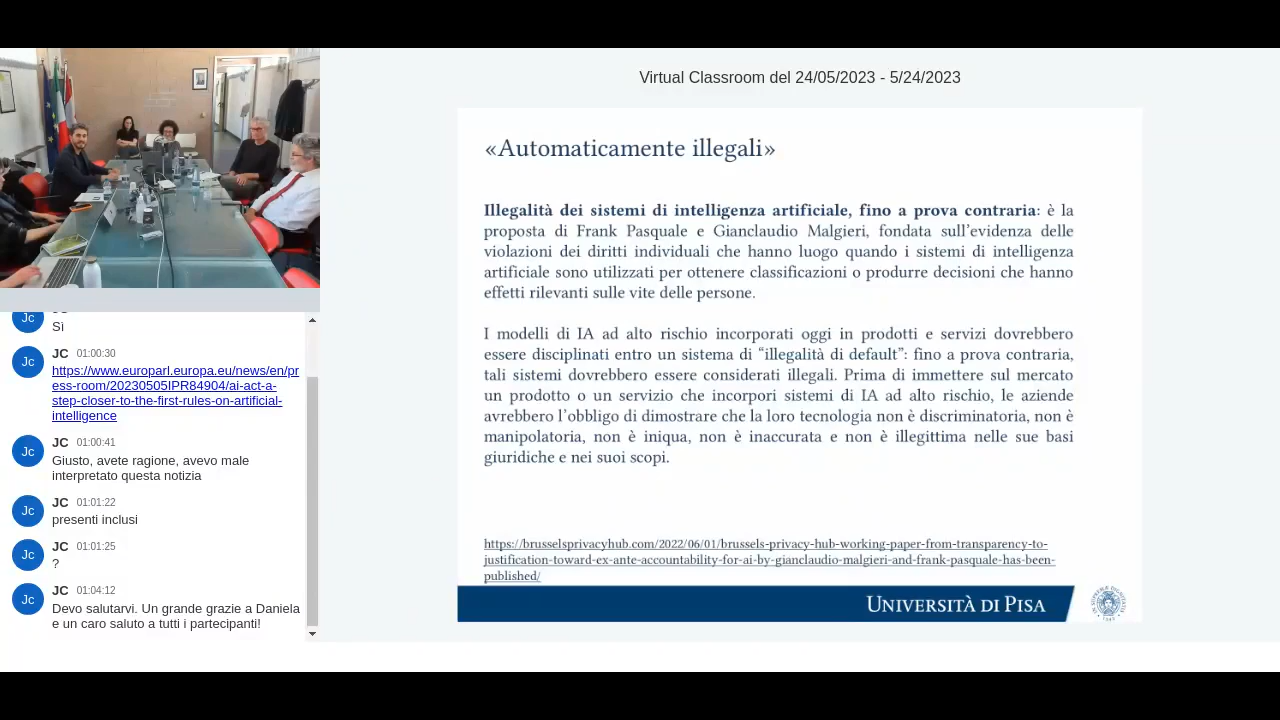 Virtual Classroom del 24/05/2023 - 5/24/2023
«Automaticamente illegali»
Illegalità dei sistemi di intelligenza artificiale, fino a prova contraria: è la
proposta di Frank Pasquale e Gianclaudio Malgieri, fondata sull’evidenza delle
violazioni dei diritti individuali che hanno luogo quando i sistemi di intelligenza
artificiale sono utilizzati per ottenere classificazioni o produrre decisioni che hanno
effetti rilevanti sulle vite delle persone.
I modelli di IA ad alto rischio incorporati oggi in prodotti e servizi dovrebbero
essere disciplinati entro un sistema di “illegalità di default”: fino a prova contraria,
tali sistemi dovrebbero essere considerati illegali. Prima di immettere sul mercato
un prodotto o un servizio che incorpori sistemi di IA ad alto rischio, le aziende
avrebbero l’obbligo di dimostrare che la loro tecnologia non è discriminatoria, non è
manipolatoria, non è iniqua, non è inaccurata e non è illegittima nelle sue basi
giuridiche e nei suoi scopi.
https://brusselsprivacyhub.com/2022/06/01/brussels-privacy-hub-working-paper-from-transparency-to-
justification-toward-ex-ante-accountability-for-ai-by-gianclaudio-malgieri-and-frank-pasquale-has-been-
published/
UNIVERSITÀ DI PISA
Jc
Sì
Jc
JC 01:00:30
https://www.europarl.europa.eu/news/en/pr
ess-room/20230505IPR84904/ai-act-a-
step-closer-to-the-first-rules-on-artificial-
intelligence
Jc
JC 01:00:41
Giusto, avete ragione, avevo male
interpretato questa notizia
Jc
JC 01:01:22
presenti inclusi
Jc
JC 01:01:25
?
Jc
JC 01:04:12
Devo salutarvi. Un grande grazie a Daniela
e un caro saluto a tutti i partecipanti!